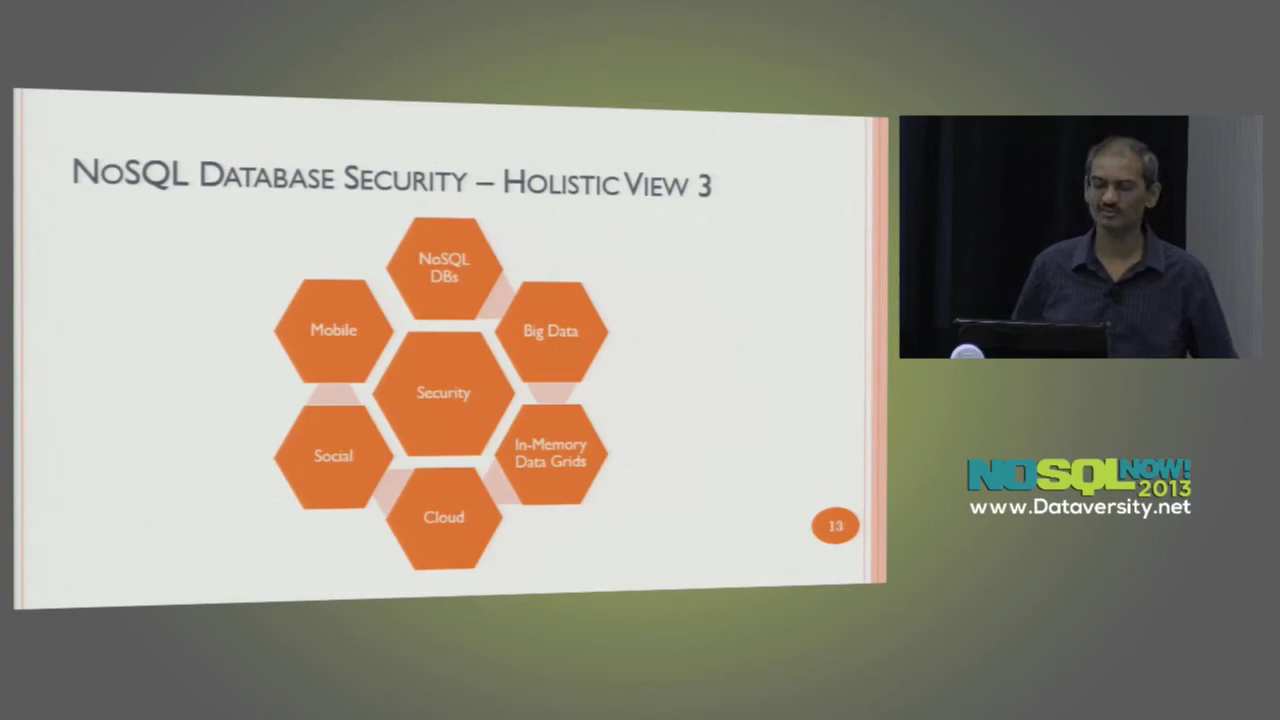 NoSQL Database Security – Holistic View 3
NoSQL
DBs
Mobile
Big Data
Security
Social
In-Memory
Data Grids
Cloud
13
NOSQL NOW!
2013
www.Dataversity.net